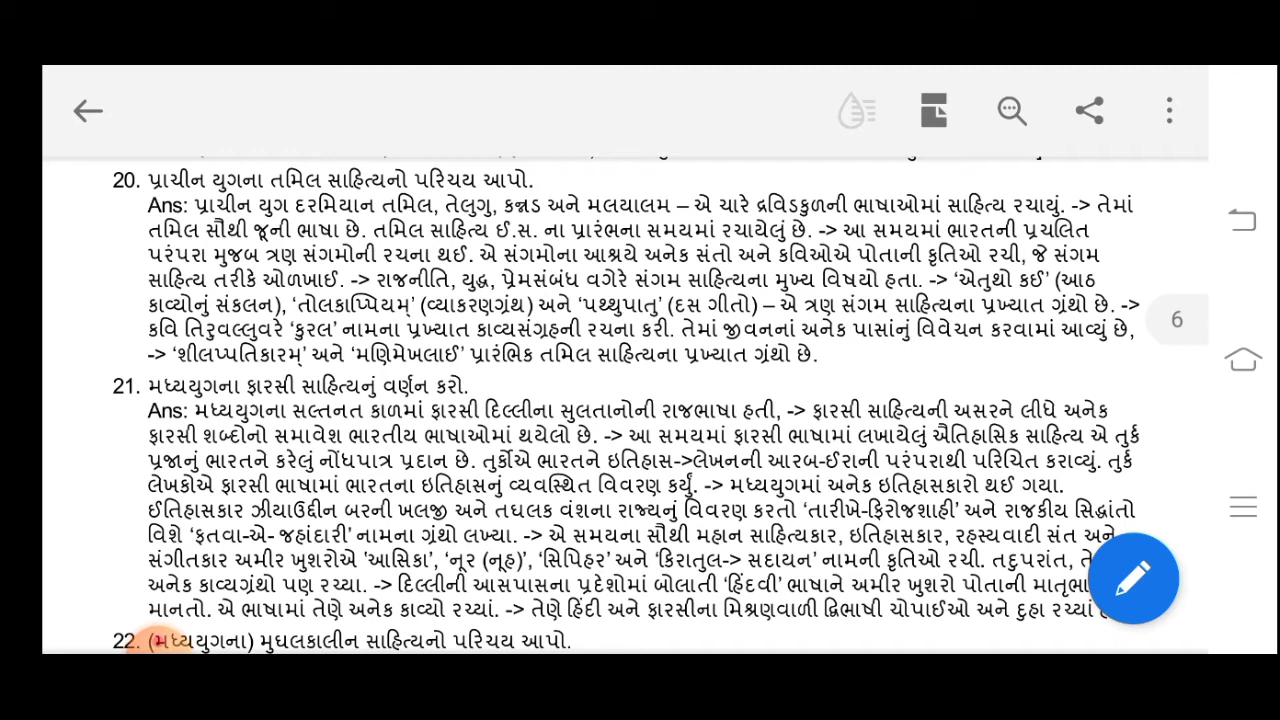 20. પ્રાચીન યુગના તમિલ સાહિત્યનો પરિચય આપો.
Ans: પ્રાચીન યુગ દરમિયાન તમિલ, તેલુગુ, કન્નડ અને મલયાલમ – એ ચારે દ્રવિડકુળની ભાષાઓમાં સાહિત્ય રચાયું. -> તેમાં
તમિલ સૌથી જૂની ભાષા છે. તમિલ સાહિત્ય ઈ.સ. ના પ્રારંભના સમયમાં રચાયેલું છે. -> આ સમયમાં ભારતની પ્રચલિત
પરંપરા મુજબ ત્રણ સંગમોની રચના થઈ. એ સંગમોના આશ્રયે અનેક સંતો અને કવિઓએ પોતાની કૃતિઓ રચી, જે સંગમ
સાહિત્ય તરીકે ઓળખાઈ. -> રાજનીતિ, યુદ્ધ, પ્રેમસંબંધ વગેરે સંગમ સાહિત્યના મુખ્ય વિષયો હતા. -> ‘એતુથો કઈ’ (આઠ
કાવ્યોનું સંકલન), ‘તોલકાપ્પિયમ્’ (વ્યાકરણગ્રંથ) અને ‘પથ્થુપાતુ’ (દસ ગીતો) – એ ત્રણ સંગમ સાહિત્યના પ્રખ્યાત ગ્રંથો છે. ->
કવિ તિરુવલ્લુવરે ‘કુરલ’ નામના પ્રખ્યાત કાવ્યસંગ્રહની રચના કરી. તેમાં જીવનનાં અનેક પાસાંનું વિવેચન કરવામાં આવ્યું છે,
-> ‘શીલપ્પતિકારમ્’ અને ‘મણિમેખલાઈ’ પ્રારંભિક તમિલ સાહિત્યના પ્રખ્યાત ગ્રંથો છે.
6
21. મધ્યયુગના ફારસી સાહિત્યનું વર્ણન કરો.
Ans: મધ્યયુગના સલ્તનત કાળમાં ફારસી દિલ્લીના સુલતાનોની રાજભાષા હતી, -> ફારસી સાહિત્યની અસરને લીધે અનેક
ફારસી શબ્દોનો સમાવેશ ભારતીય ભાષાઓમાં થયેલો છે. -> આ સમયમાં ફારસી ભાષામાં લખાયેલું ઐતિહાસિક સાહિત્ય એ તુર્ક
પ્રજાનું ભારતને કરેલું નોંધપાત્ર પ્રદાન છે. તુર્કોએ ભારતને ઇતિહાસ->લેખનની આરબ-ઈરાની પરંપરાથી પરિચિત કરાવ્યું. તુર્ક
લેખકોએ ફારસી ભાષામાં ભારતના ઇતિહાસનું વ્યવસ્થિત વિવરણ કર્યું. -> મધ્યયુગમાં અનેક ઇતિહાસકારો થઈ ગયા.
ઈતિહાસકાર ઝીયાઉદ્દીન બરની ખલજી અને તઘલક વંશના રાજ્યનું વિવરણ કરતો ‘તારીખે-ફિરોજશાહી’ અને રાજકીય સિદ્ધાંતો
વિશે ‘ફતવા-એ- જહાંદારી’ નામના ગ્રંથો લખ્યા. -> એ સમયના સૌથી મહાન સાહિત્યકાર, ઇતિહાસકાર, રહસ્યવાદી સંત અને
સંગીતકાર અમીર ખુશરોએ 'આસિકા’, ‘નૂર (નૂહ)’, ‘સિપિહર’ અને ‘કિરાતુલ-> સદાયન’ નામની કૃતિઓ રચી. તદુપરાંત,
અનેક કાવ્યગ્રંથો પણ રચ્યા. -> દિલ્લીની આસપાસના પ્રદેશોમાં બોલાતી ‘હિંદવી’ ભાષાને અમીર ખુશરો પોતાની
માનતો. એ ભાષામાં તેણે અનેક કાવ્યો રચ્યાં. -> તેણે હિંદી અને ફારસીના મિશ્રણવાળી દ્વિભાષી ચોપાઈઓ અને દુહા રચ્યાં
22. (મધ્યયુગના) મુઘલકાલીન સાહિત્યનો પરિચય આપો.